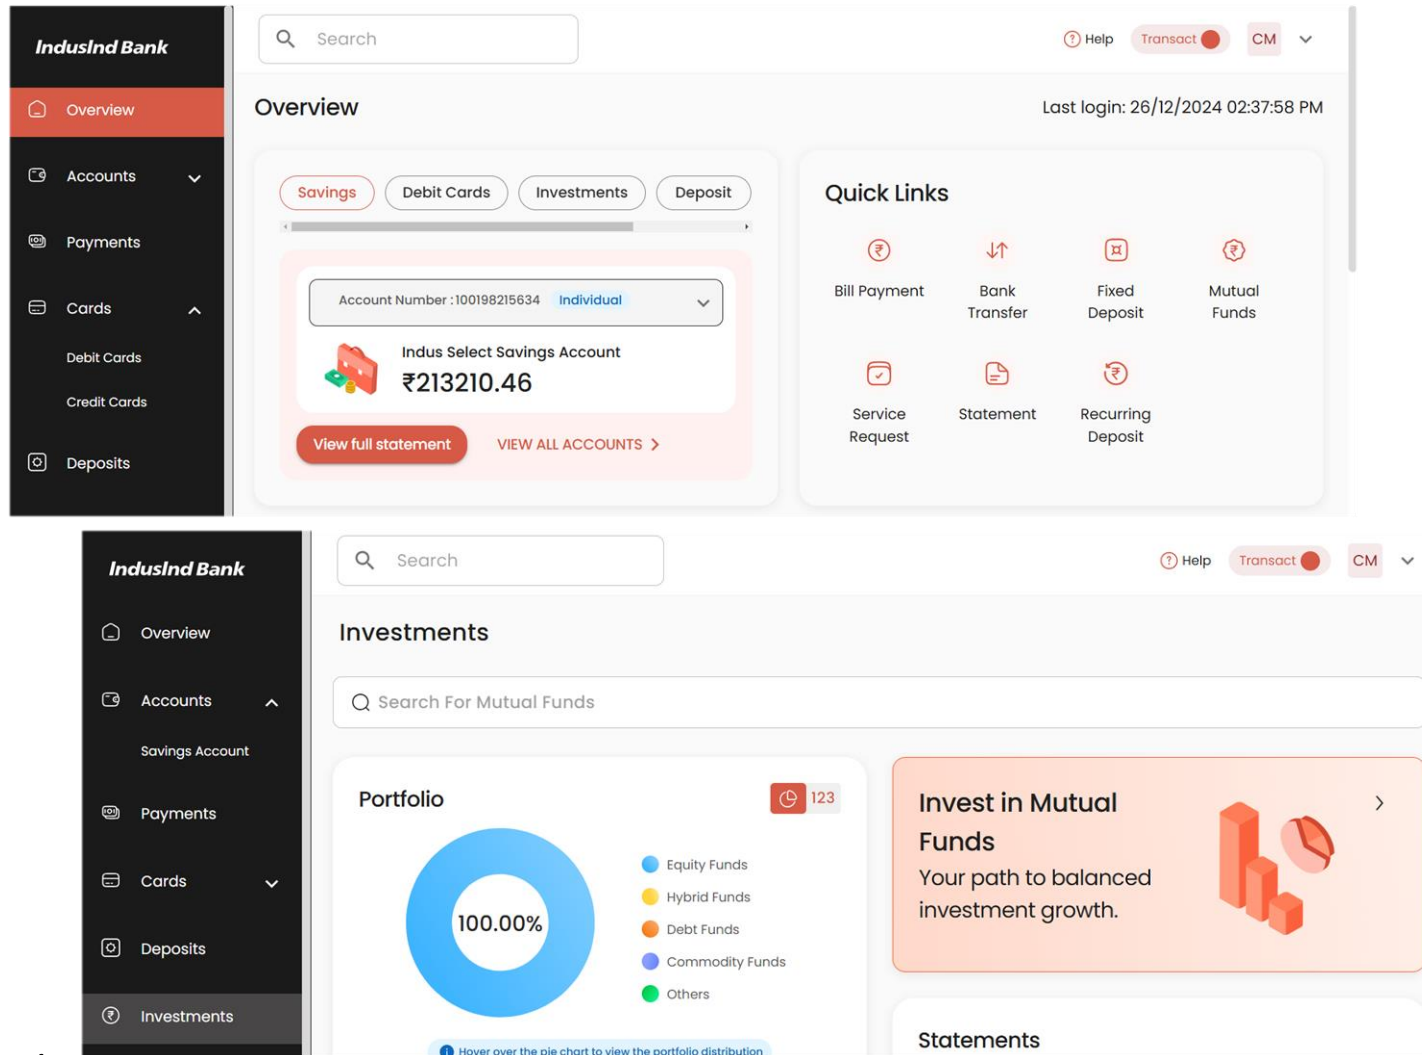 IndusInd Bank
Search
Help
Transact
CM
Overview
Overview
Last login: 26/12/2024 02:37:58 PM
Accounts
Savings
Debit Cards
Investments
Deposit
Quick Links
Payments
Bill Payment
Bank
Transfer
Fixed
Deposit
Mutual
Funds
Account Number : 100198215634 Individual
Cards
Indus Select Savings Account
₹213210.46
Debit Cards
Credit Cards
Service
Request
Statement
Recurring
Deposit
View full statement
VIEW ALL ACCOUNTS
Deposits
IndusInd Bank
Search
Help
Transact
CM
Overview
Investments
Accounts
Search For Mutual Funds
Savings Account
Payments
Portfolio
123
Invest in Mutual
Funds
Your path to balanced
investment growth.
Equity Funds
Hybrid Funds
Debt Funds
Commodity Funds
Others
100.00%
Cards
Deposits
Investments
Hover over the pie chart to view the portfolio distribution
Statements